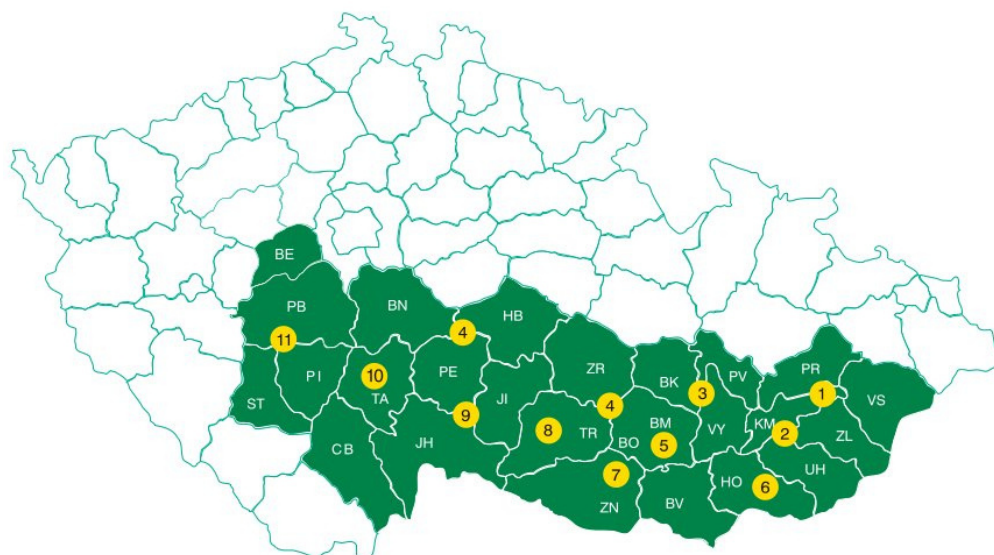 BE
PB
BN
HB
11
4
PI
10
TA
PE
ZR
BK
PV
PR
ST
9
JI
4
3
1
VS
CB
JH
8
TR
BO
BM
5
VY
KM
2
ZL
7
ZN
BV
HO
6
UH